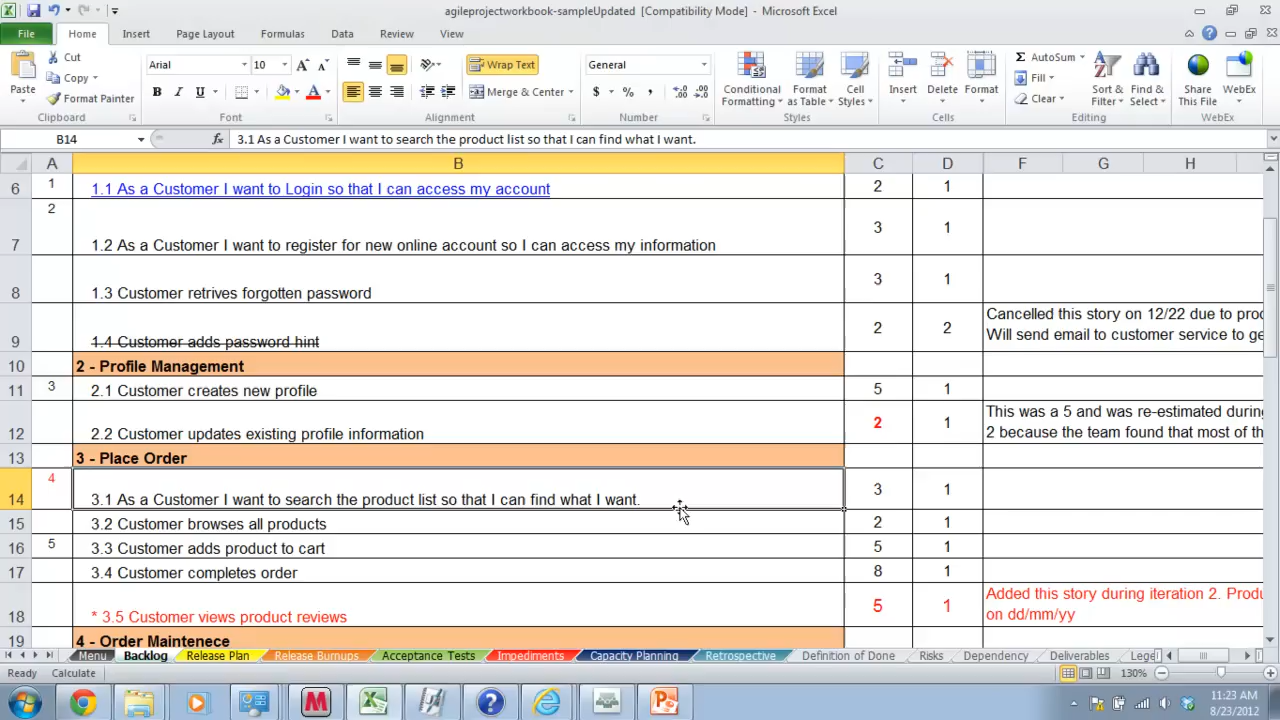 agileprojectworkbook-sampleUpdated [Compatibility Mode] - Microsoft Excel
File Home Insert Page Layout Formulas Data Review View
Paste Cut Copy Format Painter
Arial 10 A A
B I U A
Wrap Text
Merge & Center
General
$ % ,
Conditional Formatting Format as Table Cell Styles
Insert Delete Format
Σ AutoSum Fill Clear
Sort & Filter Find & Select
Share This File WebEx
Clipboard Font Alignment Number Styles Cells Editing WebEx
B14 fx 3.1 As a Customer I want to search the product list so that I can find what I want.
A B C D F G H
6 1 1.1 As a Customer I want to Login so that I can access my account 2 1
7 2 1.2 As a Customer I want to register for new online account so I can access my information 3 1
8 1.3 Customer retrives forgotten password 3 1
9 1.4 Customer adds password hint 2 2 Cancelled this story on 12/22 due to proc
Will send email to customer service to ge
10 2 - Profile Management
11 3 2.1 Customer creates new profile 5 1
12 2.2 Customer updates existing profile information 2 1 This was a 5 and was re-estimated during
2 because the team found that most of th
13 3 - Place Order
14 4 3.1 As a Customer I want to search the product list so that I can find what I want. 3 1
15 3.2 Customer browses all products 2 1
16 5 3.3 Customer adds product to cart 5 1
17 3.4 Customer completes order 8 1
18 * 3.5 Customer views product reviews 5 1 Added this story during iteration 2. Produ
on dd/mm/yy
19 4 - Order Maintenece
Menu Backlog Release Plan Release Burnups Acceptance Tests Impediments Capacity Planning Retrospective Definition of Done Risks Dependency Deliverables Lege
Ready Calculate 130%
11:23 AM
8/23/2012